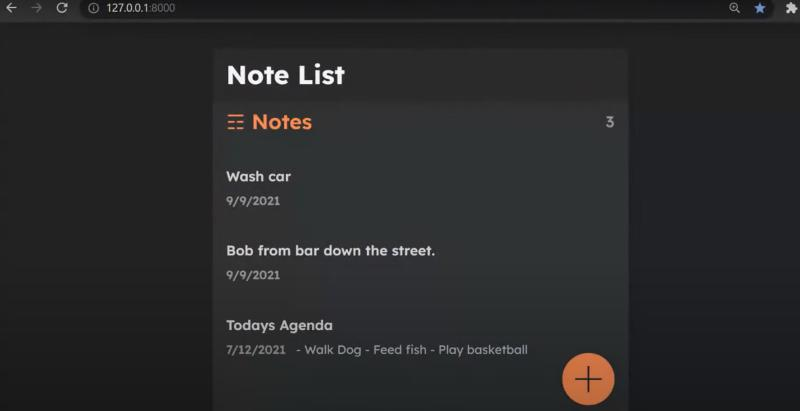 127.0.0.1:8000
Note List
Notes 3
Wash car
9/9/2021
Bob from bar down the street.
9/9/2021
Todays Agenda
7/12/2021 - Walk Dog - Feed fish - Play basketball